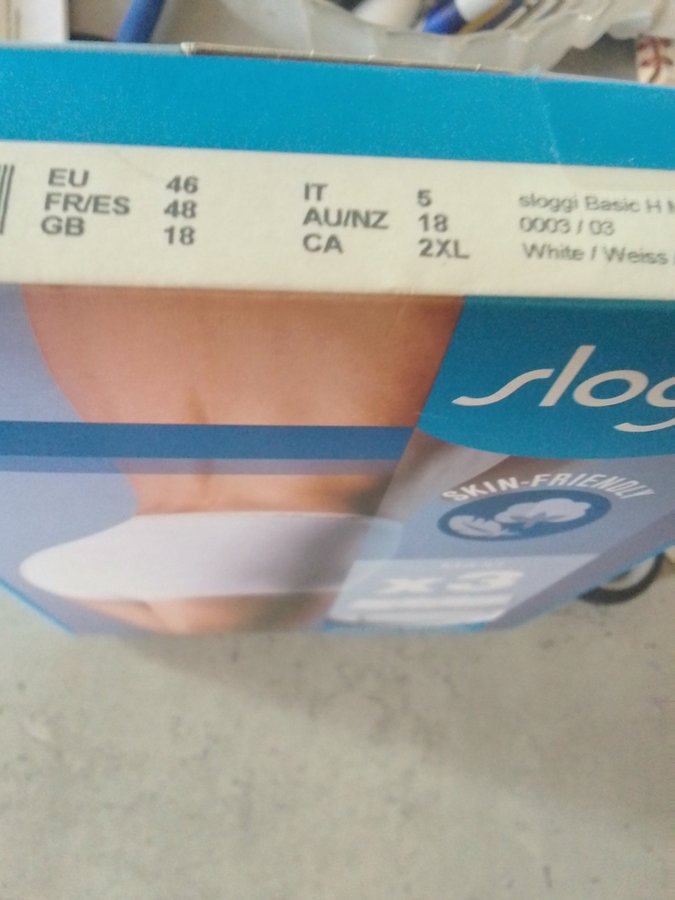 EU 46 IT 5 sloggi Basic H
FR/ES 48 AU/NZ 18 0003 / 03
GB 18 CA 2XL White / Weiss
slog
SKIN-FRIENDLY
x3